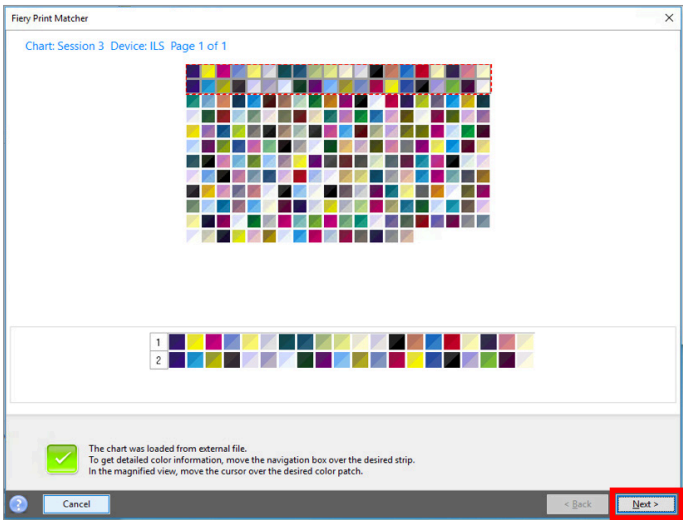 Fiery Print Matcher
Chart: Session 3 Device: ILS Page 1 of 1
1
2
The chart was loaded from external file.
To get detailed color information, move the navigation box over the desired strip.
In the magnified view, move the cursor over the desired color patch.
? Cancel < Back Next >